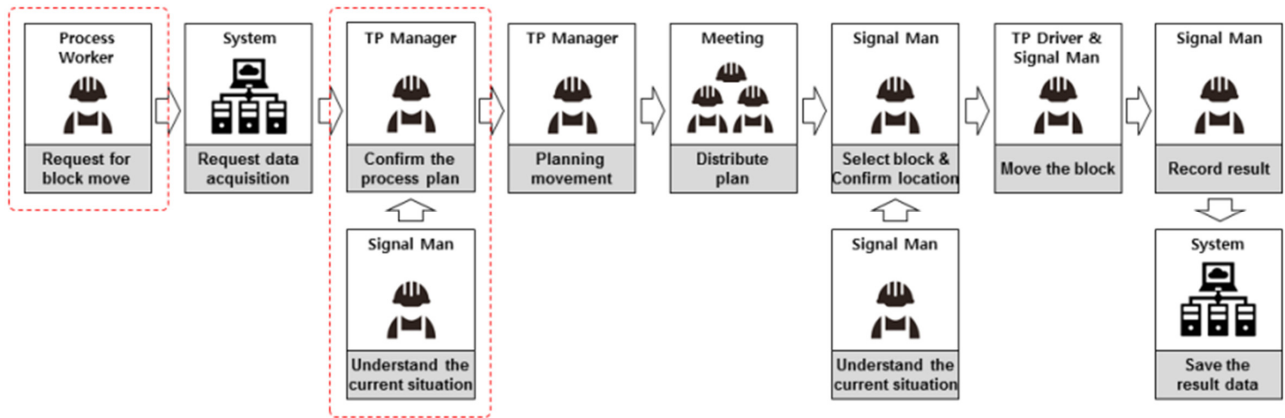 Process
Worker
Request for
block move
System
Request data
acquisition
TP Manager
Confirm the
process plan
TP Manager
Planning
movement
Meeting
Distribute
plan
Signal Man
Select block &
Confirm location
TP Driver &
Signal Man
Move the block
Signal Man
Record result
Signal Man
Understand the
current situation
Signal Man
Understand the
current situation
System
Save the
result data